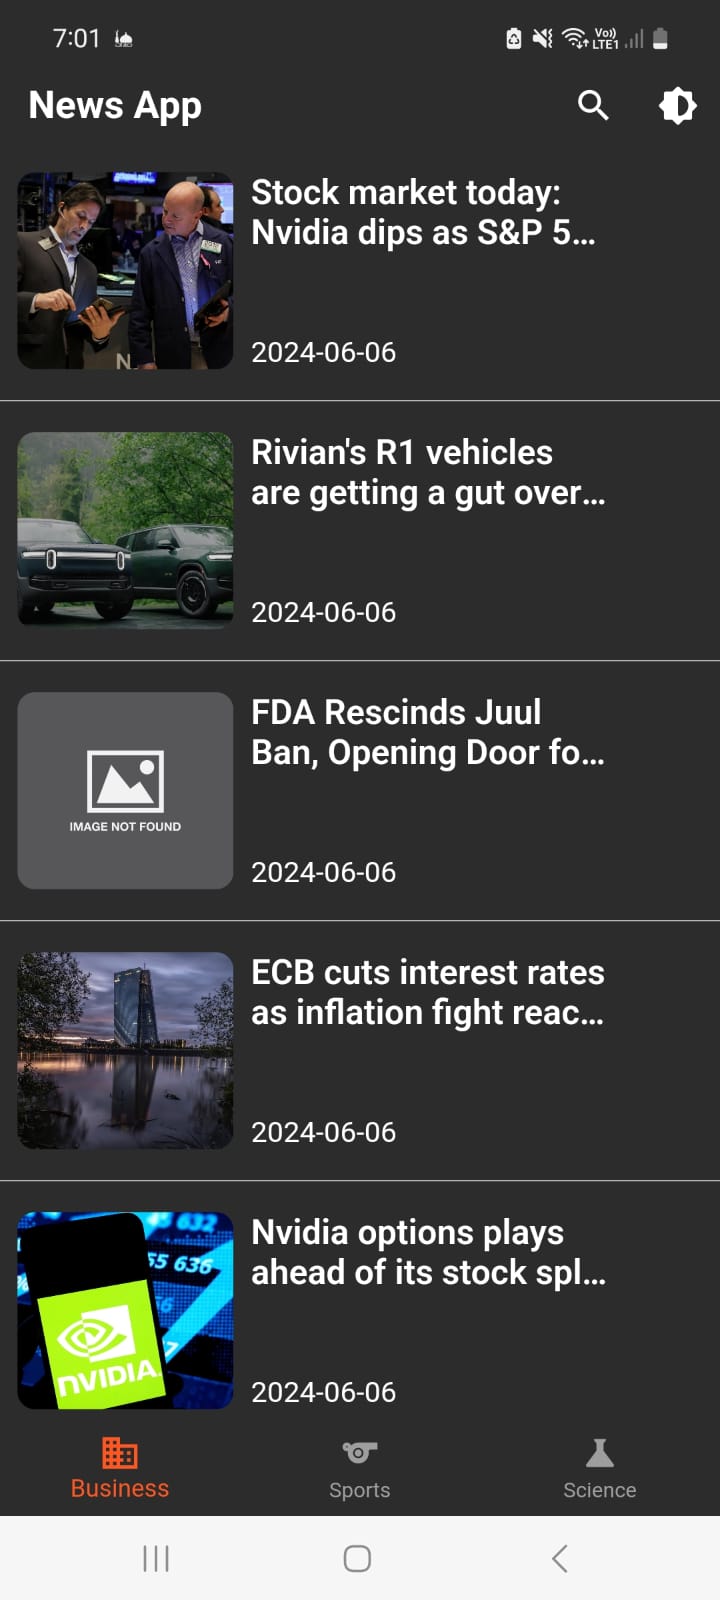 7:01
Vo))
LTE1
News App
Stock market today:
Nvidia dips as S&P 5...
2024-06-06
Rivian's R1 vehicles
are getting a gut over...
2024-06-06
IMAGE NOT FOUND
FDA Rescinds Juul
Ban, Opening Door fo...
2024-06-06
ECB cuts interest rates
as inflation fight reac...
2024-06-06
632
55 636
NVIDIA
Nvidia options plays
ahead of its stock spl...
2024-06-06
Business
Sports
Science